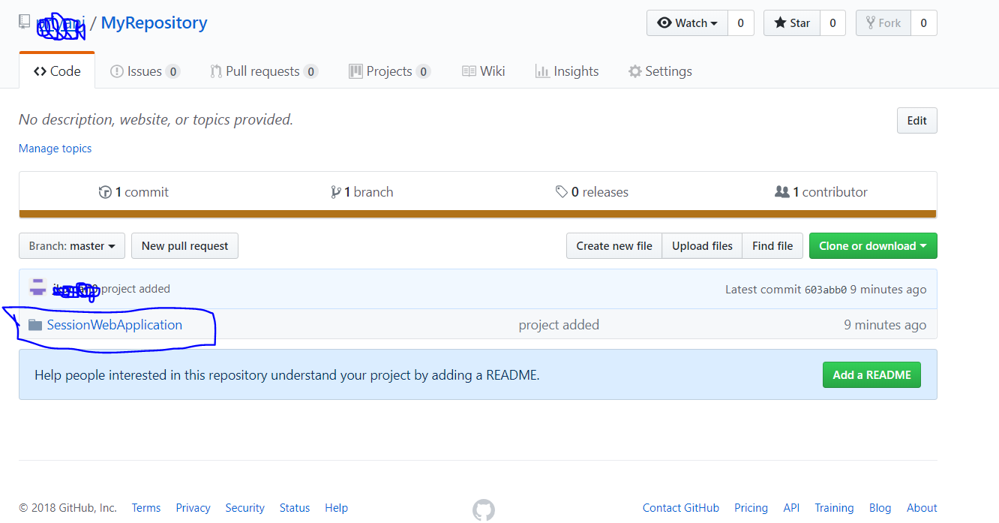 / MyRepository
Watch 0 Star 0 Fork 0
Code Issues 0 Pull requests 0 Projects 0 Wiki Insights Settings
No description, website, or topics provided.
Edit
Manage topics
1 commit 1 branch 0 releases 1 contributor
Branch: master New pull request Create new file Upload files Find file Clone or download
project added Latest commit 603abb0 9 minutes ago
SessionWebApplication project added 9 minutes ago
Help people interested in this repository understand your project by adding a README. Add a README
© 2018 GitHub, Inc. Terms Privacy Security Status Help Contact GitHub Pricing API Training Blog About